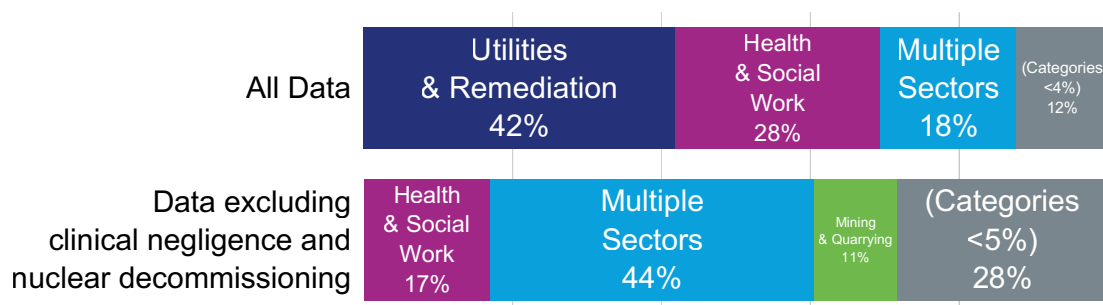 All Data
Utilities
& Remediation
42%
Health
& Social
Work
28%
Multiple
Sectors
18%
(Categories
<4%)
12%
Data excluding
clinical negligence and
nuclear decommissioning
Health
& Social
Work
17%
Multiple
Sectors
44%
Mining
& Quarrying
11%
(Categories
<5%)
28%